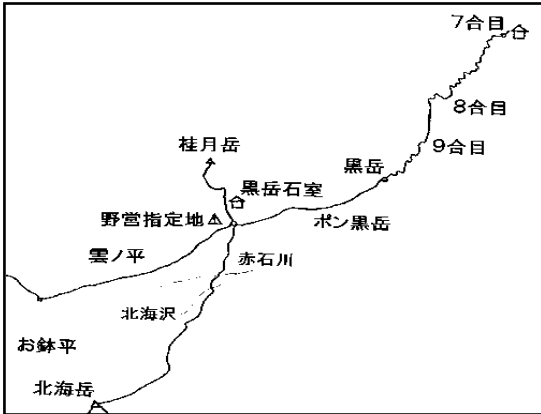 7合目
8合目
9合目
桂月岳
黒岳
黒岳石室
野営指定地
ポン黒岳
雲ノ平
赤石川
北海沢
お鉢平
北海岳